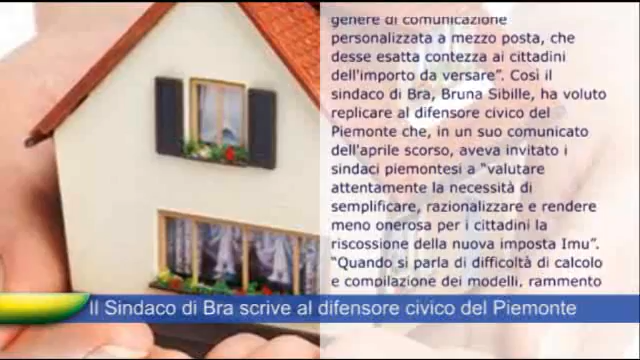 genere di comunicazione
personalizzata a mezzo posta, che
desse esatta contezza ai cittadini
dell'importo da versare”. Così il
sindaco di Bra, Bruna Sibille, ha voluto
replicare al difensore civico del
Piemonte che, in un suo comunicato
dell'aprile scorso, aveva invitato i
sindaci piemontesi a “valutare
attentamente la necessità di
semplificare, razionalizzare e rendere
meno onerosa per i cittadini la
riscossione della nuova imposta Imu”.
“Quando si parla di difficoltà di calcolo
e compilazione dei modelli, rammento
Il Sindaco di Bra scrive al difensore civico del Piemonte